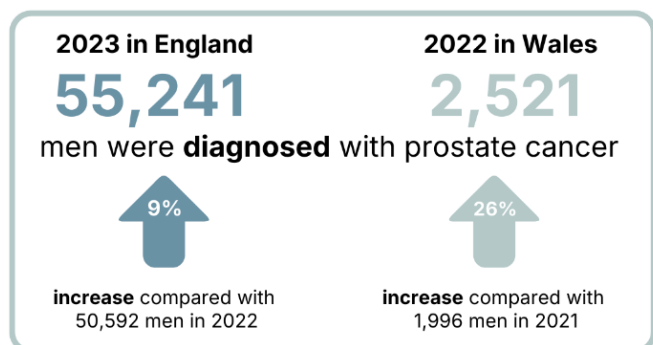 2023 in England
55,241
2022 in Wales
2,521
men were diagnosed with prostate cancer
9%
increase compared with
50,592 men in 2022
26%
increase compared with
1,996 men in 2021